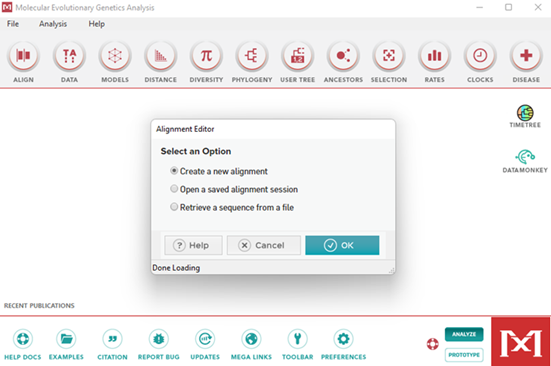 Molecular Evolutionary Genetics Analysis
File Analysis Help
TA
π
1.2
ALIGN DATA MODELS DISTANCE DIVERSITY PHYLOGENY USER TREE ANCESTORS SELECTION RATES CLOCKS DISEASE
TIMETREE
DATAMONKEY
Alignment Editor
Select an Option
Create a new alignment
Open a saved alignment session
Retrieve a sequence from a file
? Help Cancel OK
Done Loading
RECENT PUBLICATIONS
ANALYZE
PROTOTYPE
HELP DOCS EXAMPLES CITATION REPORT BUG UPDATES MEGA LINKS TOOLBAR PREFERENCES